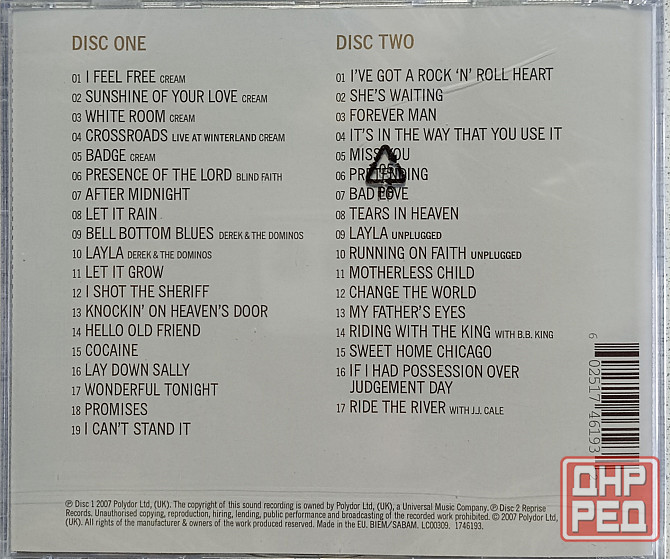 DISC ONE
01 I FEEL FREE CREAM
02 SUNSHINE OF YOUR LOVE CREAM
03 WHITE ROOM CREAM
04 CROSSROADS LIVE AT WINTERLAND CREAM
05 BADGE CREAM
06 PRESENCE OF THE LORD BLIND FAITH
07 AFTER MIDNIGHT
08 LET IT RAIN
09 BELL BOTTOM BLUES DEREK & THE DOMINOS
10 LAYLA DEREK & THE DOMINOS
11 LET IT GROW
12 I SHOT THE SHERIFF
13 KNOCKIN' ON HEAVEN'S DOOR
14 HELLO OLD FRIEND
15 COCAINE
16 LAY DOWN SALLY
17 WONDERFUL TONIGHT
18 PROMISES
19 I CAN'T STAND IT
DISC TWO
01 I'VE GOT A ROCK 'N' ROLL HEART
02 SHE'S WAITING
03 FOREVER MAN
04 IT'S IN THE WAY THAT YOU USE IT
05 MISS YOU
06 PRETENDING
07 BAD LOVE
08 TEARS IN HEAVEN
09 LAYLA UNPLUGGED
10 RUNNING ON FAITH UNPLUGGED
11 MOTHERLESS CHILD
12 CHANGE THE WORLD
13 MY FATHER'S EYES
14 RIDING WITH THE KING WITH B.B. KING
15 SWEET HOME CHICAGO
16 IF I HAD POSSESSION OVER
JUDGEMENT DAY
17 RIDE THE RIVER WITH J.J. CALE
6 02517 46193 2
℗ Disc 1 2007 Polydor Ltd, (UK). The copyright of this sound recording is owned by Polydor Ltd, (UK), a Universal Music Company. ℗ Disc 2 Reprise
Records. Unauthorised copying, reproduction, hiring, lending, public performance and broadcasting of the recorded work prohibited. © 2007 Polydor Ltd,
(UK). All rights of the manufacturer & owners of the work produced reserved. Made in the EU. BIEM/SABAM. LC00309. 1746193.
ДНР
РЕД